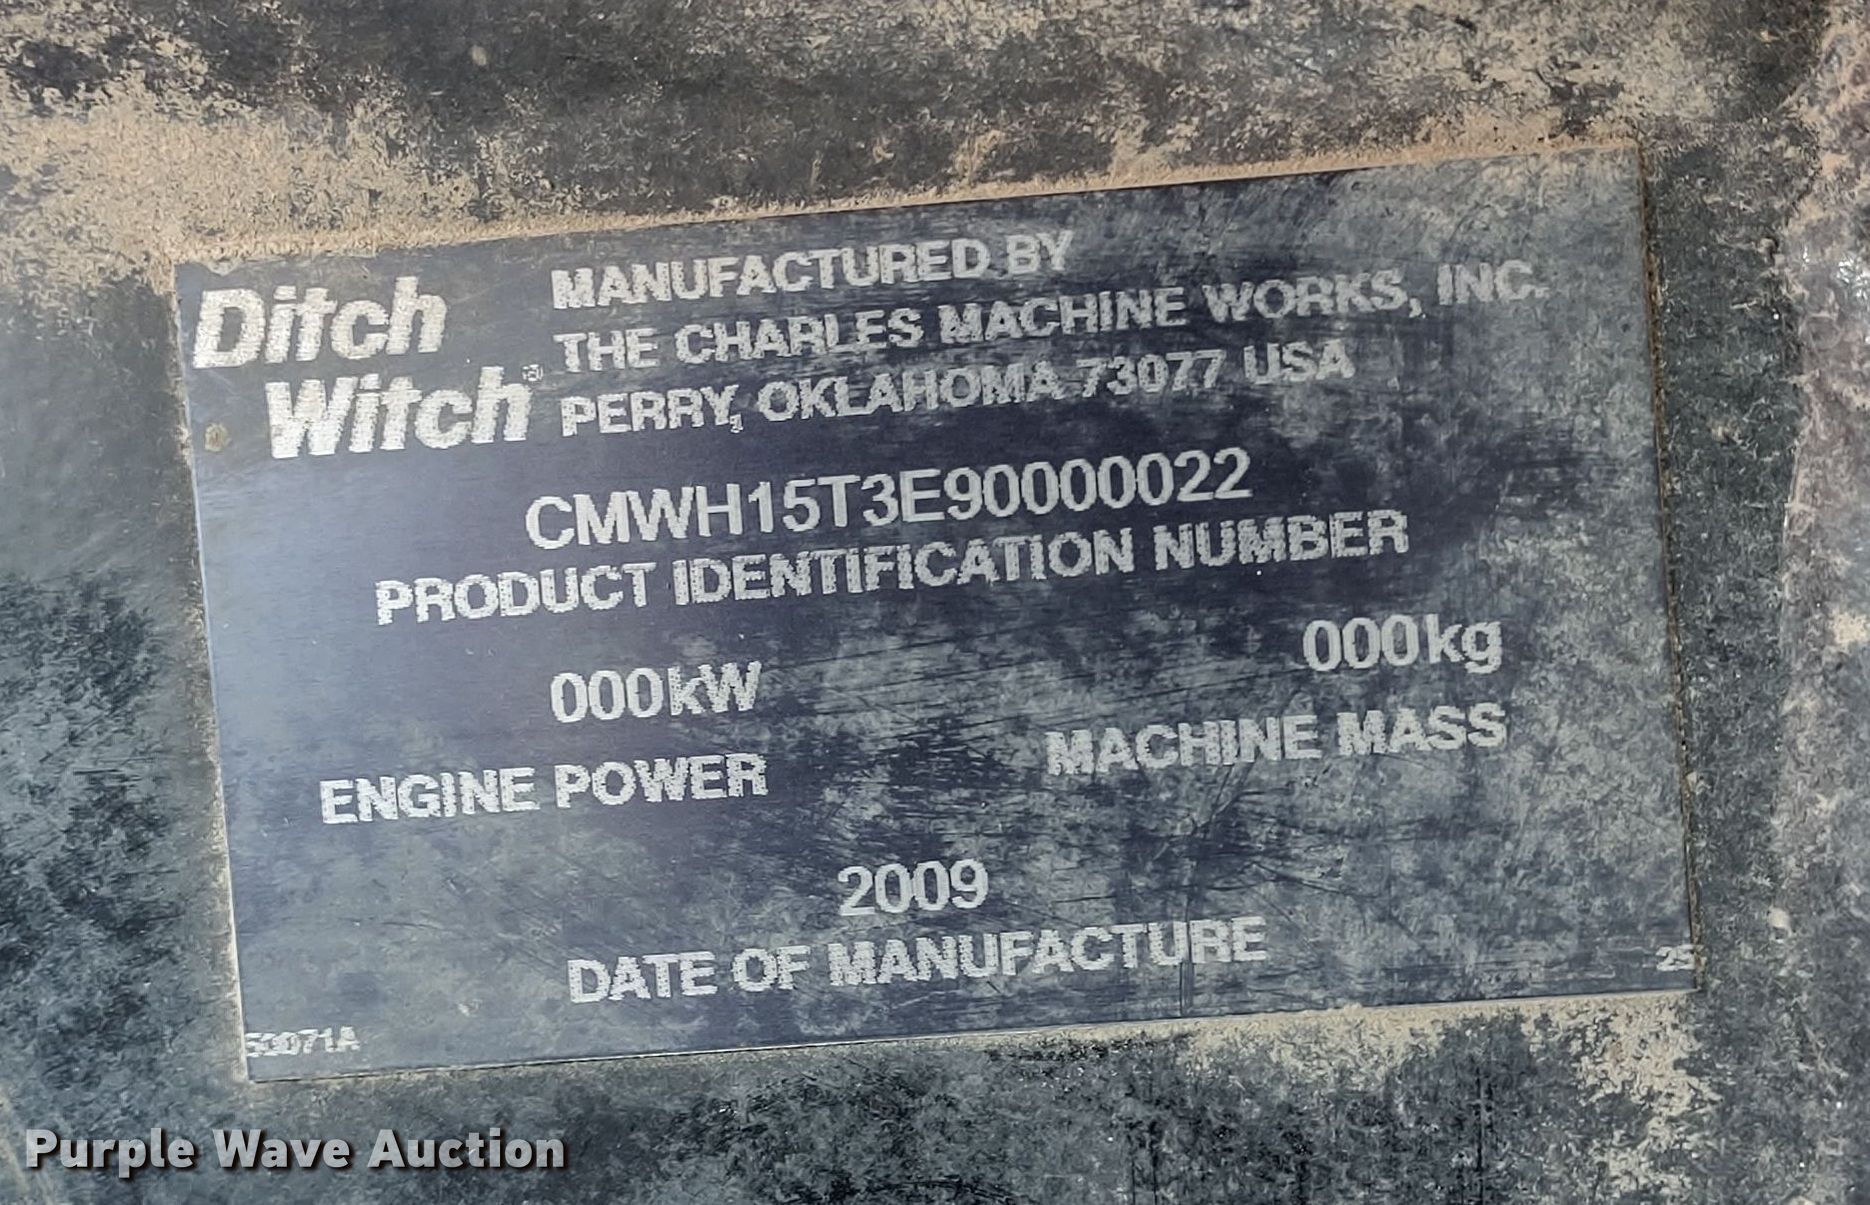 Ditch
Witch®
MANUFACTURED BY
THE CHARLES MACHINE WORKS, INC.
PERRY, OKLAHOMA 73077 USA
CMWH15T3E90000022
PRODUCT IDENTIFICATION NUMBER
000kW
ENGINE POWER
000kg
MACHINE MASS
2009
DATE OF MANUFACTURE
Purple Wave Auction